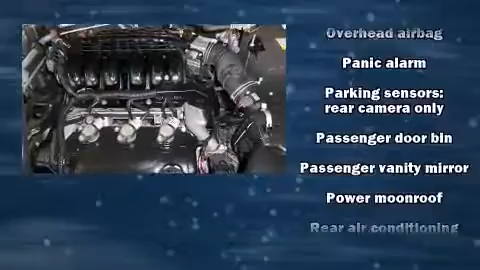 Overhead airbag
Panic alarm
Parking sensors:
rear camera only
Passenger door bin
Passenger vanity mirror
Power moonroof
Rear air conditioning